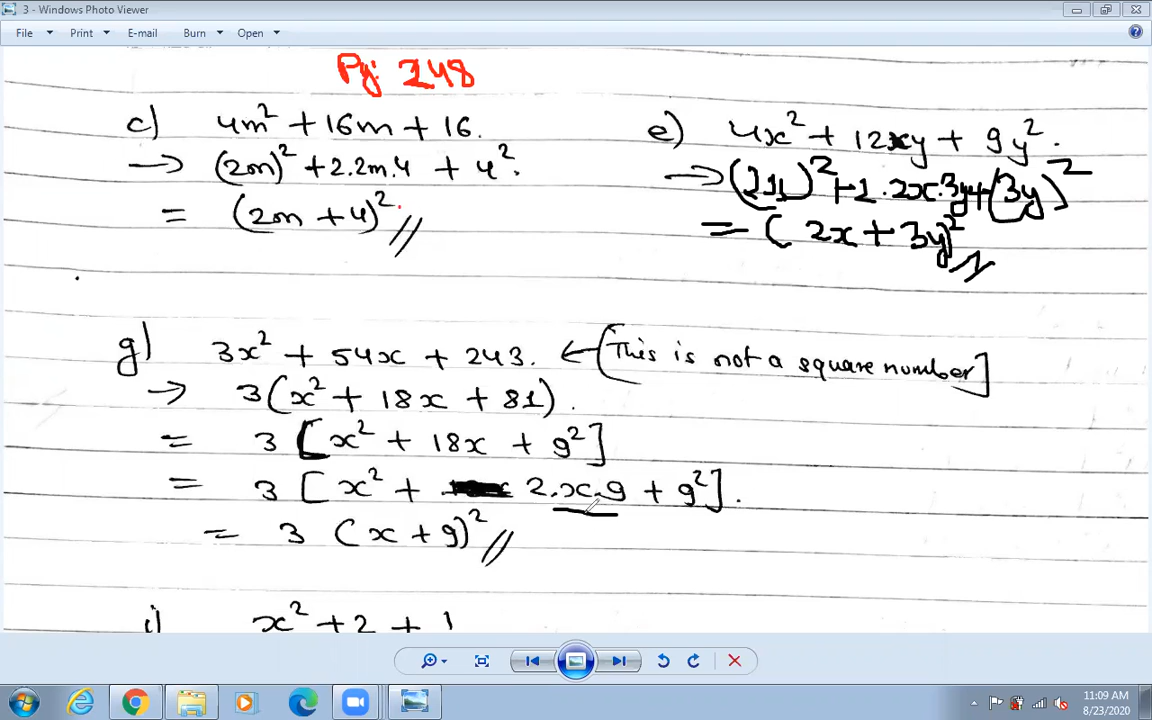 3 - Windows Photo Viewer
File Print E-mail Burn Open
Pg: 248
c) 4m² + 16m + 16.
→ (2m)² + 2.2m.4 + 4².
= (2m + 4)² //
e) 4x² + 12xy + 9y².
→ (2x)² + 2.2x.3y + (3y)²
= (2x + 3y)² //
g) 3x² + 54x + 243. ← [This is not a square number]
→ 3(x² + 18x + 81).
= 3 [x² + 18x + 9²]
= 3 [x² + 2.x.9 + 9²].
= 3 (x + 9)² //
i) x² + 2 + 1
11:09 AM
8/23/2020